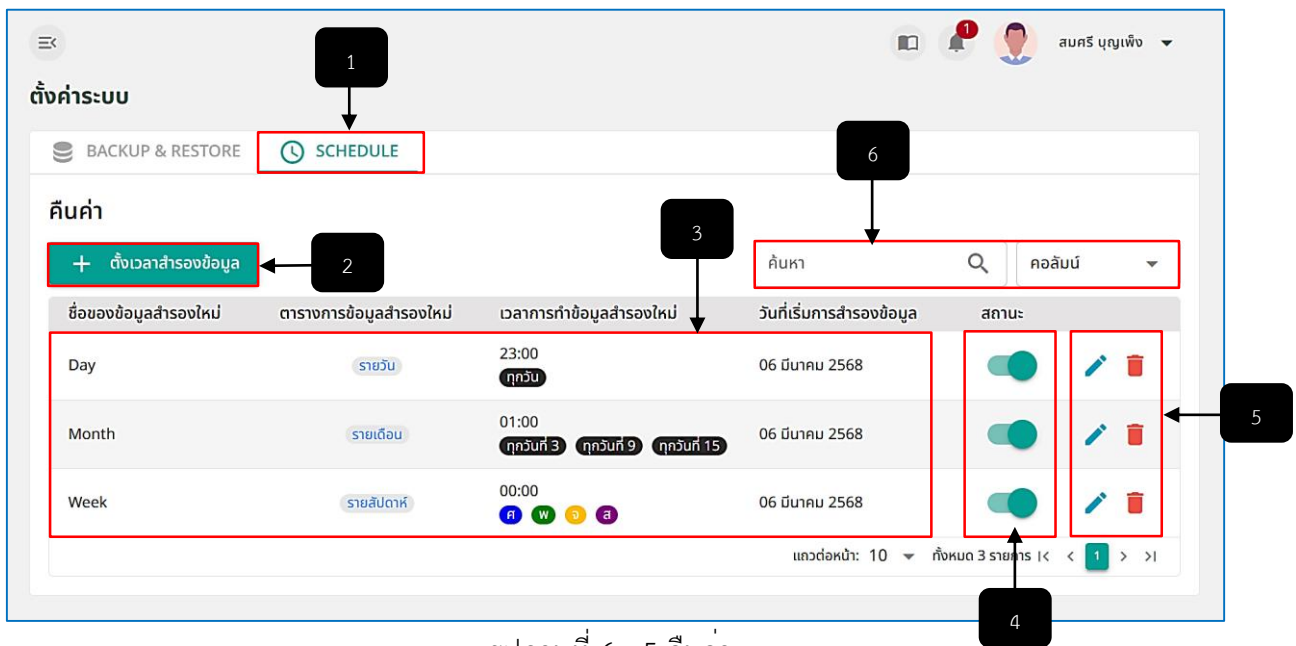 1
สมศรี บุญเพ็ง
1
ตั้งค่าระบบ
BACKUP & RESTORE SCHEDULE
6
คืนค่า
3
+ ตั้งเวลาสำรองข้อมูล
2
ค้นหา คอลัมน์
ชื่อของข้อมูลสำรองใหม่ ตารางการข้อมูลสำรองใหม่ เวลาการทำข้อมูลสำรองใหม่ วันที่เริ่มการสำรองข้อมูล สถานะ
Day รายวัน 23:00 06 มีนาคม 2568
ทุกวัน
5
Month รายเดือน 01:00 06 มีนาคม 2568
ทุกวันที่ 3 ทุกวันที่ 9 ทุกวันที่ 15
Week รายสัปดาห์ 00:00 06 มีนาคม 2568
ศ พ จ ส
แถวต่อหน้า: 10 ทั้งหมด 3 รายการ 1
4